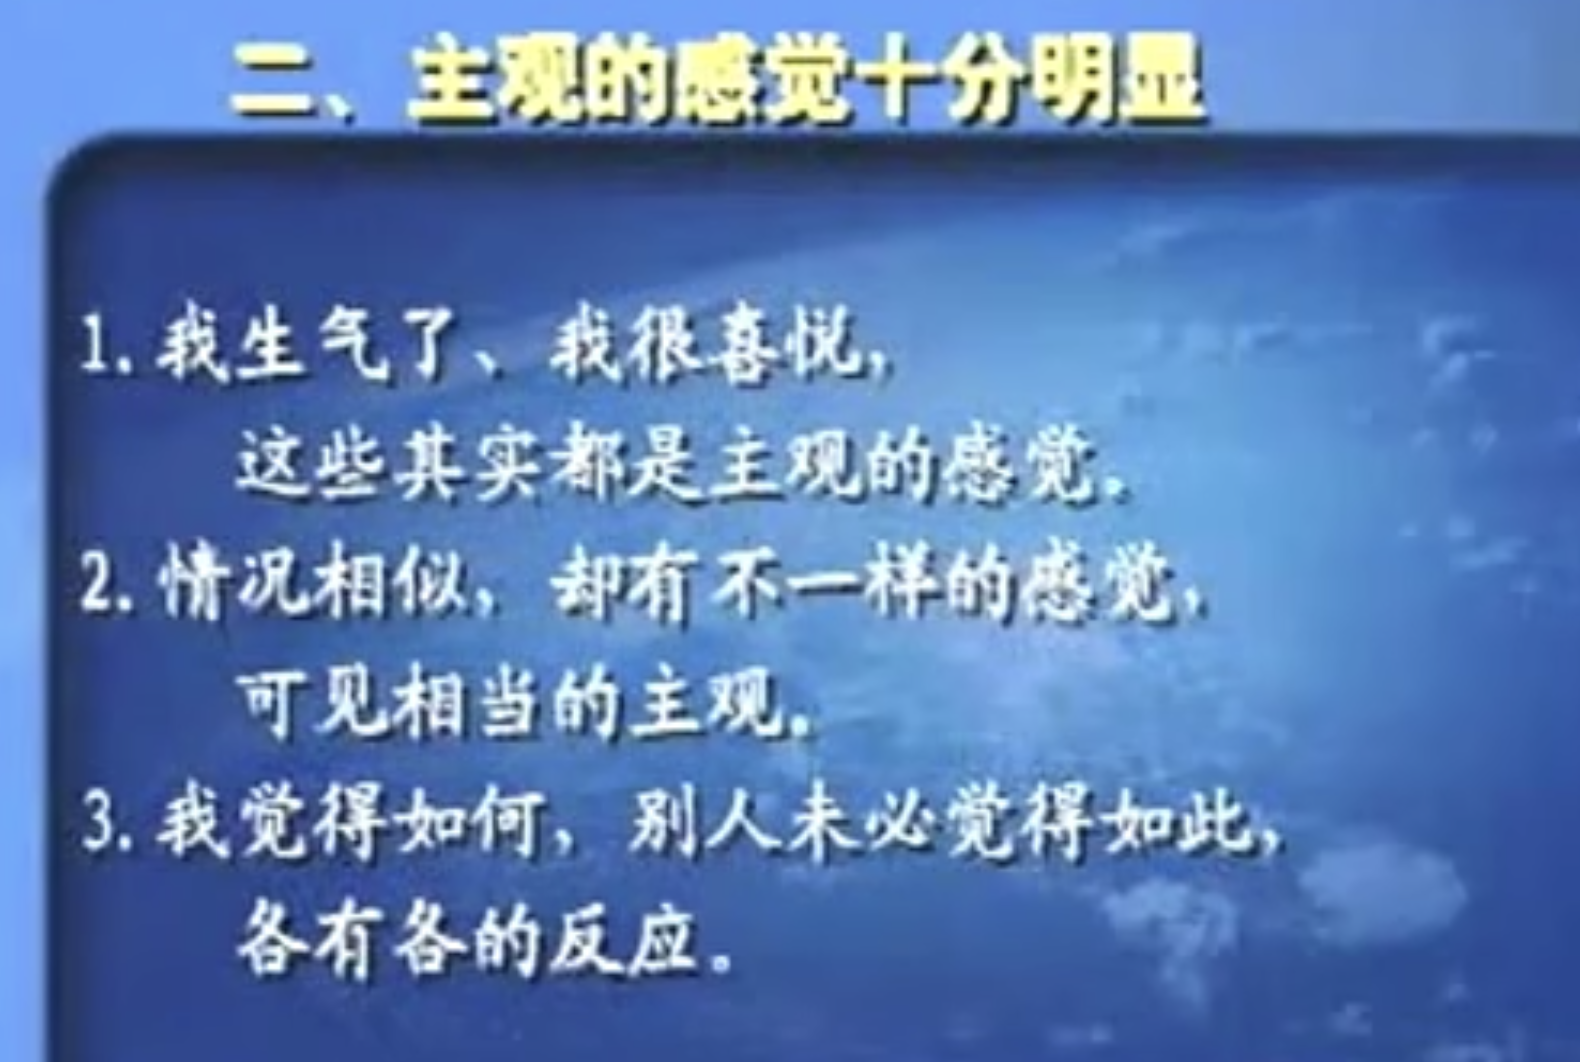 二、主观的感觉十分明显
1. 我生气了、我很喜悦，
这些其实都是主观的感觉。
2. 情况相似，却有不一样的感觉，
可见相当的主观。
3. 我觉得如何，别人未必觉得如此，
各有各的反应。